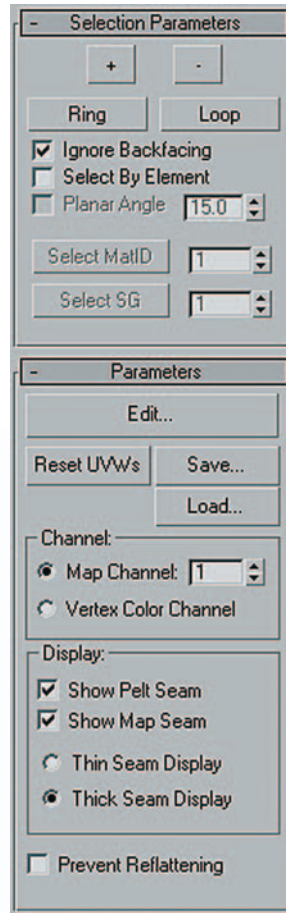 - Selection Parameters
+ -
Ring Loop
Ignore Backfacing
Select By Element
Planar Angle 15.0
Select MatID 1
Select SG 1
- Parameters
Edit...
Reset UVWs Save...
Load...
Channel:
Map Channel: 1
Vertex Color Channel
Display:
Show Pelt Seam
Show Map Seam
Thin Seam Display
Thick Seam Display
Prevent Reflattening